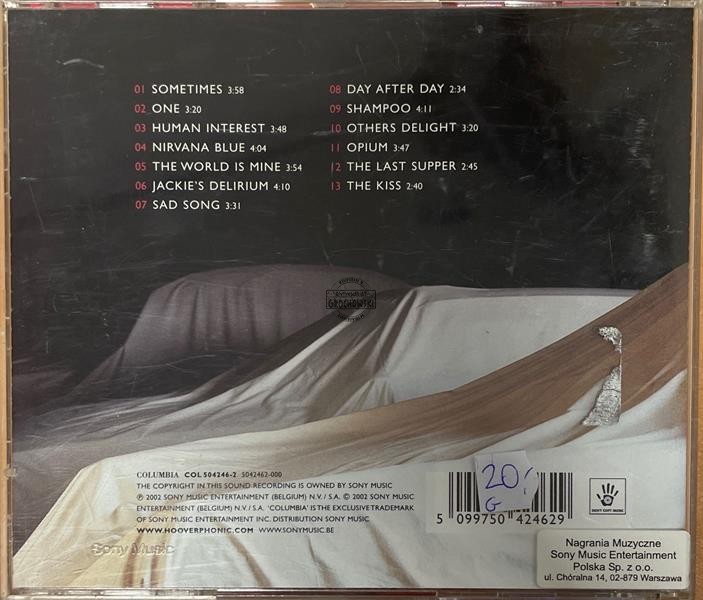 01 SOMETIMES 3:58
02 ONE 3:20
03 HUMAN INTEREST 3:48
04 NIRVANA BLUE 4:04
05 THE WORLD IS MINE 3:54
06 JACKIE'S DELIRIUM 4:10
07 SAD SONG 3:31
08 DAY AFTER DAY 2:34
09 SHAMPOO 4:11
10 OTHERS DELIGHT 3:20
11 OPIUM 3:47
12 THE LAST SUPPER 2:45
13 THE KISS 2:40
COLUMBIA COL 504246-2 5042462-000
THE COPYRIGHT IN THIS SOUND RECORDING IS OWNED BY SONY MUSIC
℗ 2002 SONY MUSIC ENTERTAINMENT (BELGIUM) N.V. / S.A. © 2002 SONY MUSIC
ENTERTAINMENT (BELGIUM) N.V. / S.A. 'COLUMBIA' IS THE EXCLUSIVE TRADEMARK
OF SONY MUSIC ENTERTAINMENT INC. DISTRIBUTION SONY MUSIC.
WWW.HOOVERPHONIC.COM WWW.SONYMUSIC.BE
Sony Music
20,-
G
5 099750 424629
DON'T COPY MUSIC
Nagrania Muzyczne
Sony Music Entertainment
Polska Sp. z o.o.
ul. Chóralna 14, 02-879 Warszawa